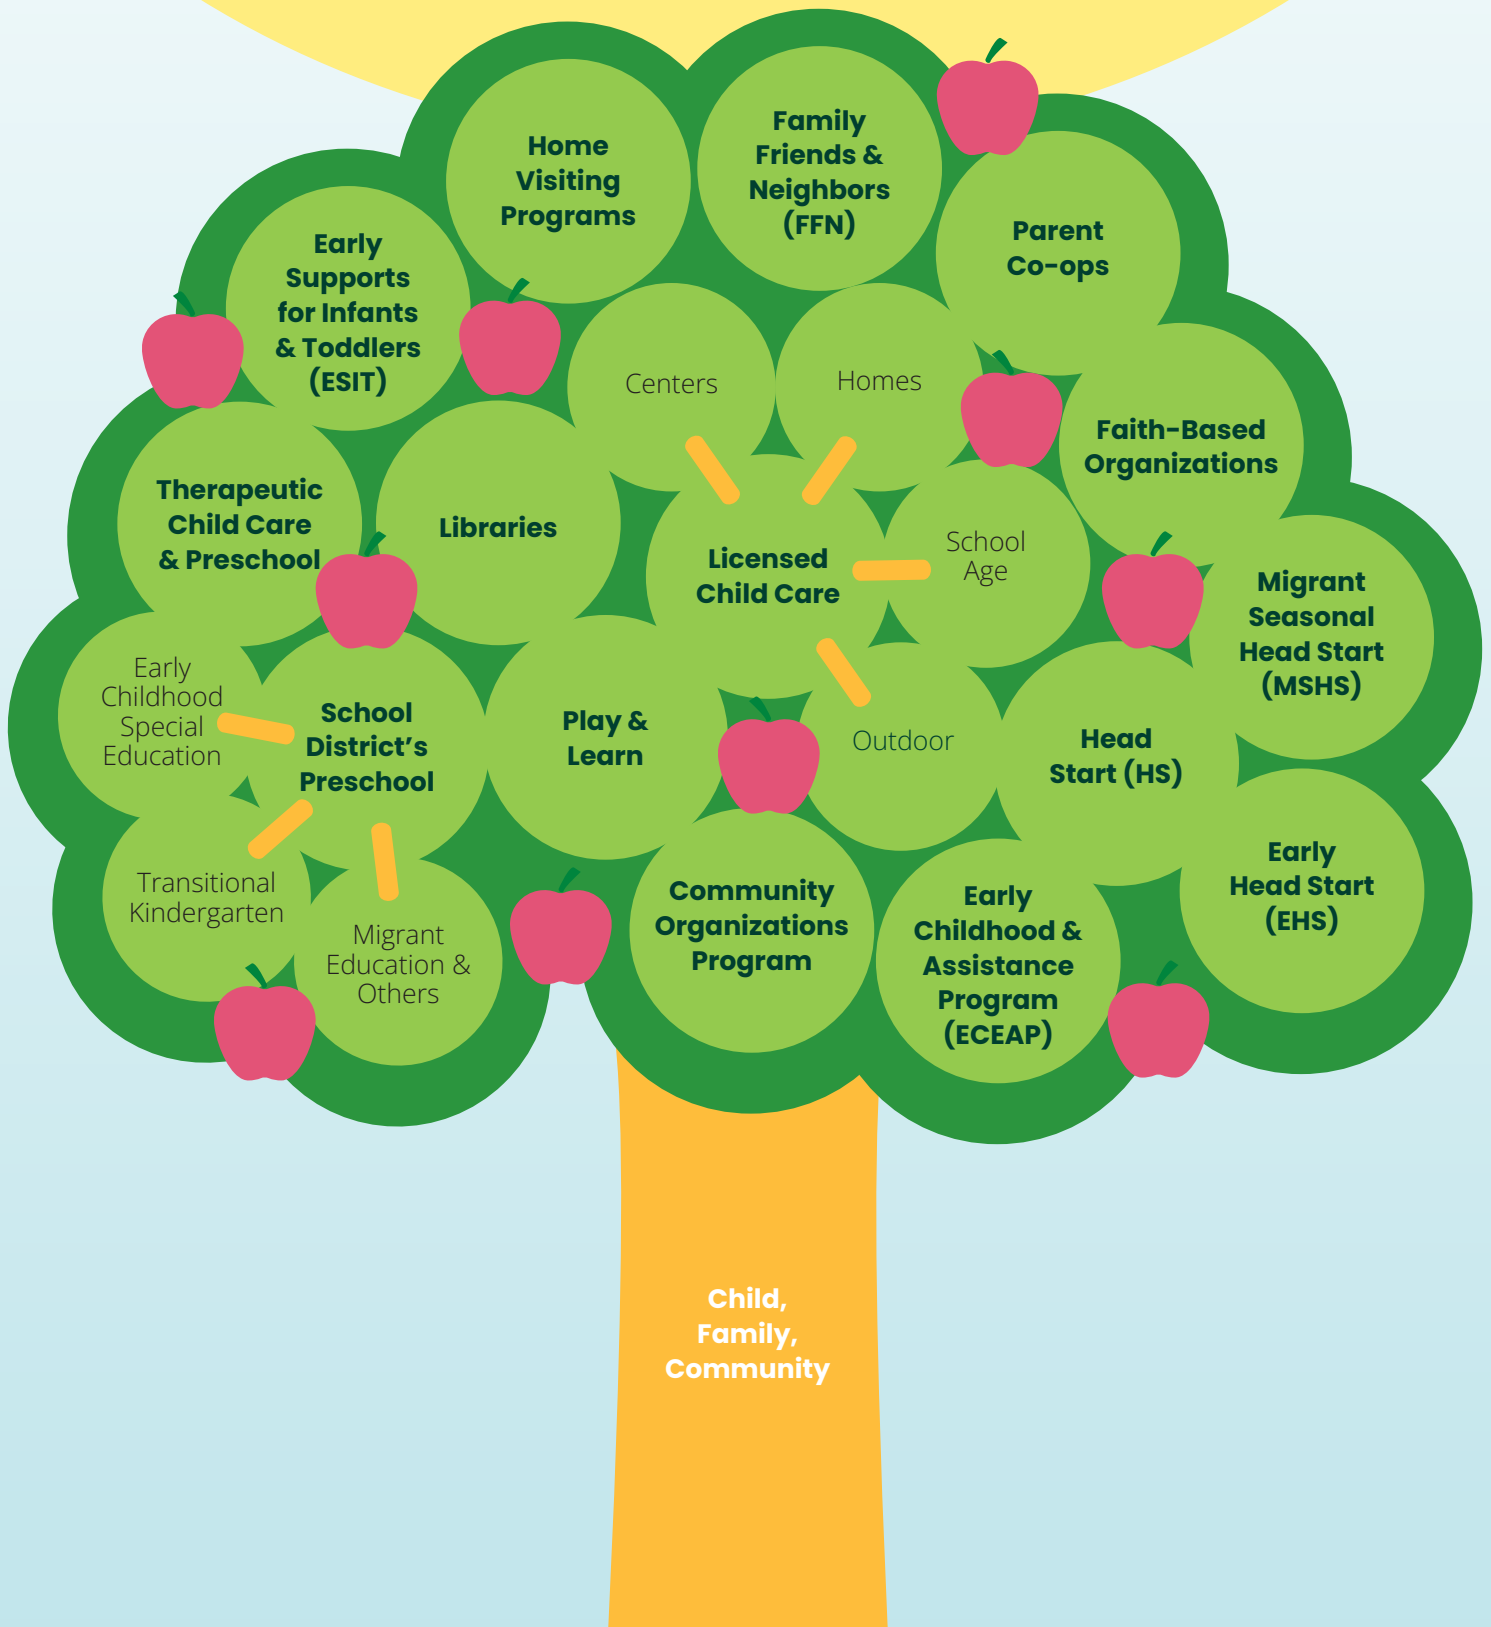 Home
Visiting
Programs
Family
Friends &
Neighbors
(FFN)
Parent
Co-ops
Early
Supports
for Infants
& Toddlers
(ESIT)
Centers
Homes
Faith-Based
Organizations
Therapeutic
Child Care
& Preschool
Libraries
Licensed
Child Care
School
Age
Migrant
Seasonal
Head Start
(MSHS)
Early
Childhood
Special
Education
School
District’s
Preschool
Play &
Learn
Outdoor
Head
Start (HS)
Transitional
Kindergarten
Migrant
Education &
Others
Community
Organizations
Program
Early
Childhood &
Assistance
Program
(ECEAP)
Early
Head Start
(EHS)
Child,
Family,
Community